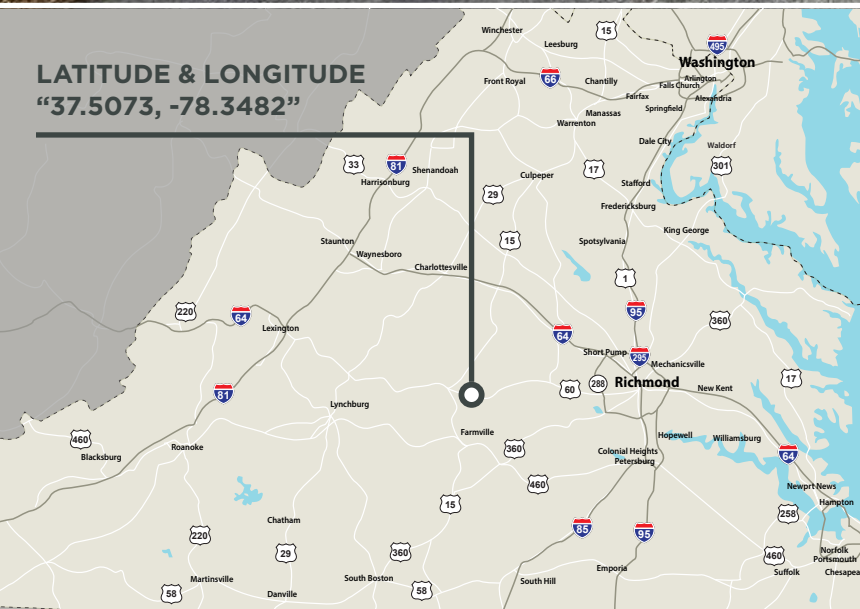 LATITUDE & LONGITUDE
“37.5073, -78.3482”
Winchester
Leesburg
15
495
Washington
Front Royal
66
Chantilly
Arlington
Falls Church
Fairfax
Alexandria
Springfield
Manassas
Warrenton
Dale City
Waldorf
33
81
Shenandoah
Harrisonburg
Culpeper
17
301
Stafford
29
Fredericksburg
King George
Staunton
15
Spotsylvania
Waynesboro
Charlottesville
1
220
64
95
360
Lexington
64
Short Pump
295
Mechanicsville
17
81
60
288
Richmond
New Kent
Lynchburg
Farmville
460
Blacksburg
Roanoke
360
Hopewell
Williamsburg
Colonial Heights
Petersburg
64
460
Newprt News
15
258
Hampton
Chatham
85
95
220
29
360
460
Norfolk
Portsmouth
Emporia
Suffolk
Chesapea
Martinsville
South Boston
South Hill
58
Danville
58